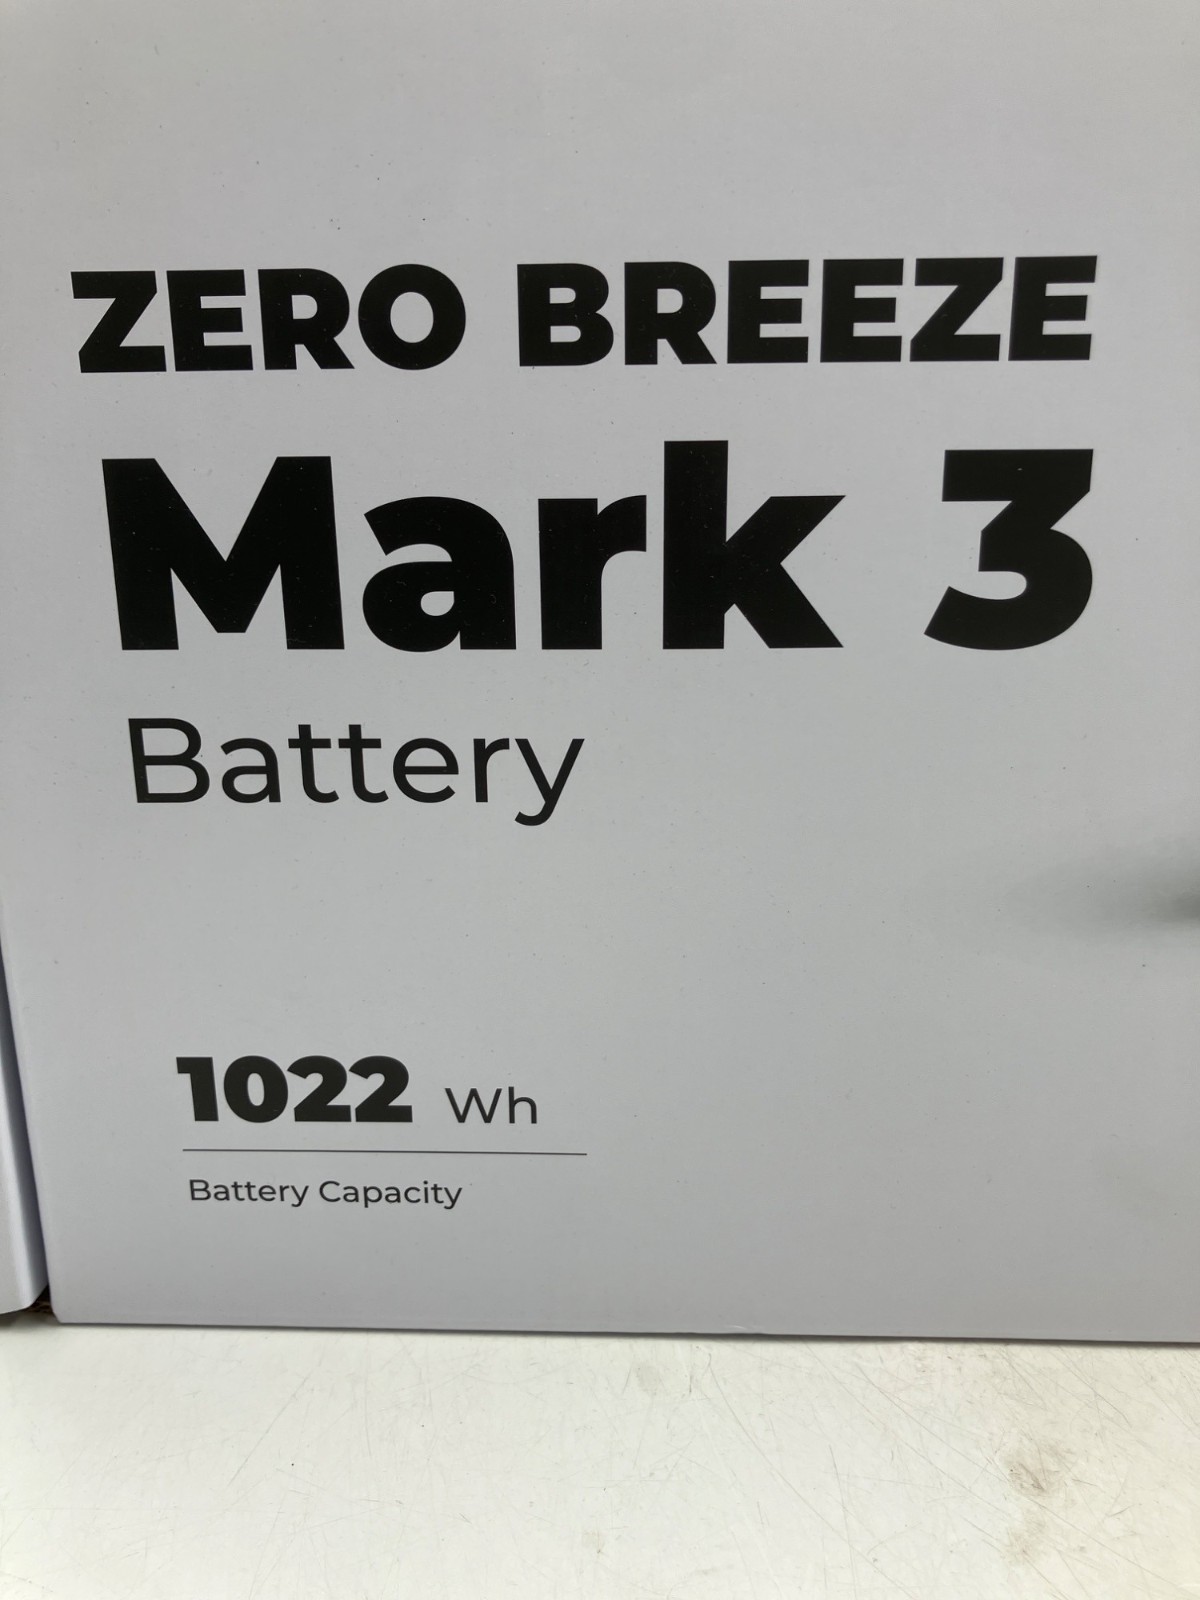 ZERO BREEZE
Mark 3
Battery
1022 Wh
Battery Capacity